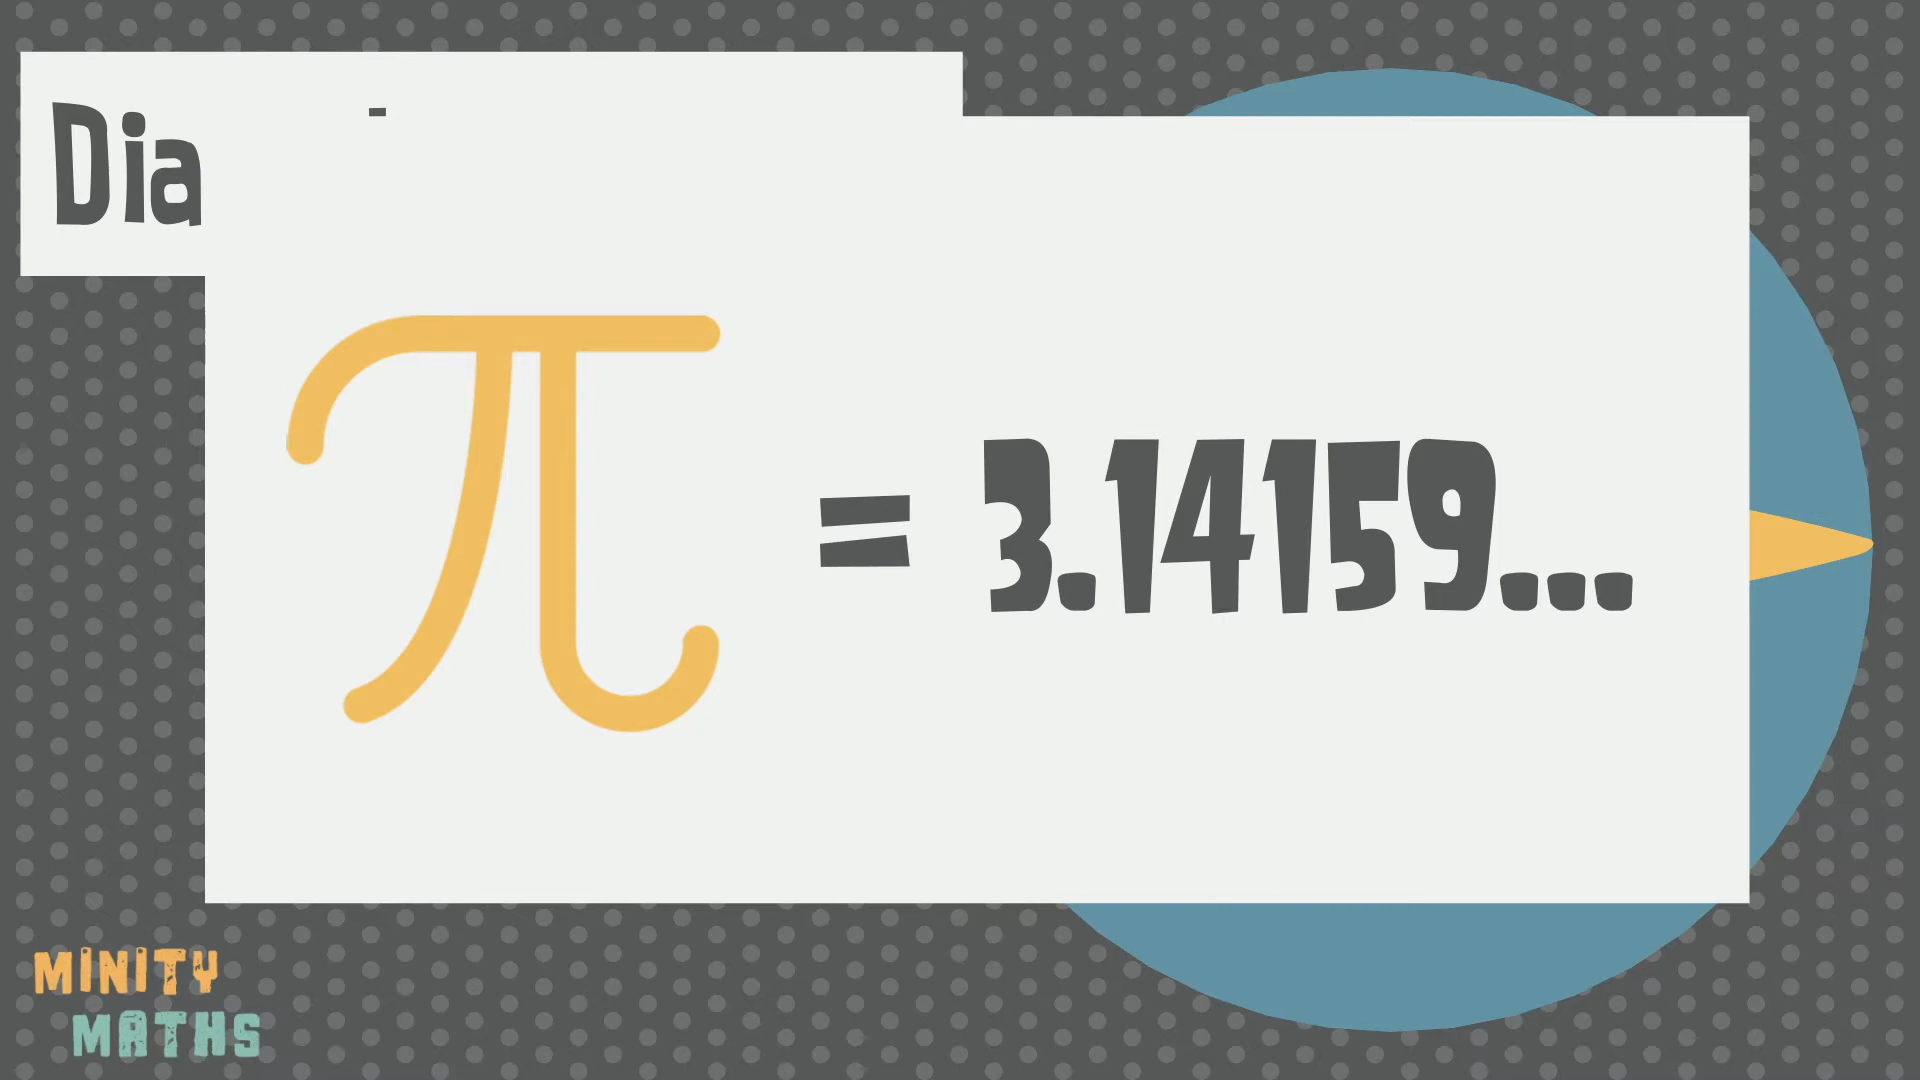 Dia
π = 3.14159...
MINITY
MATHS